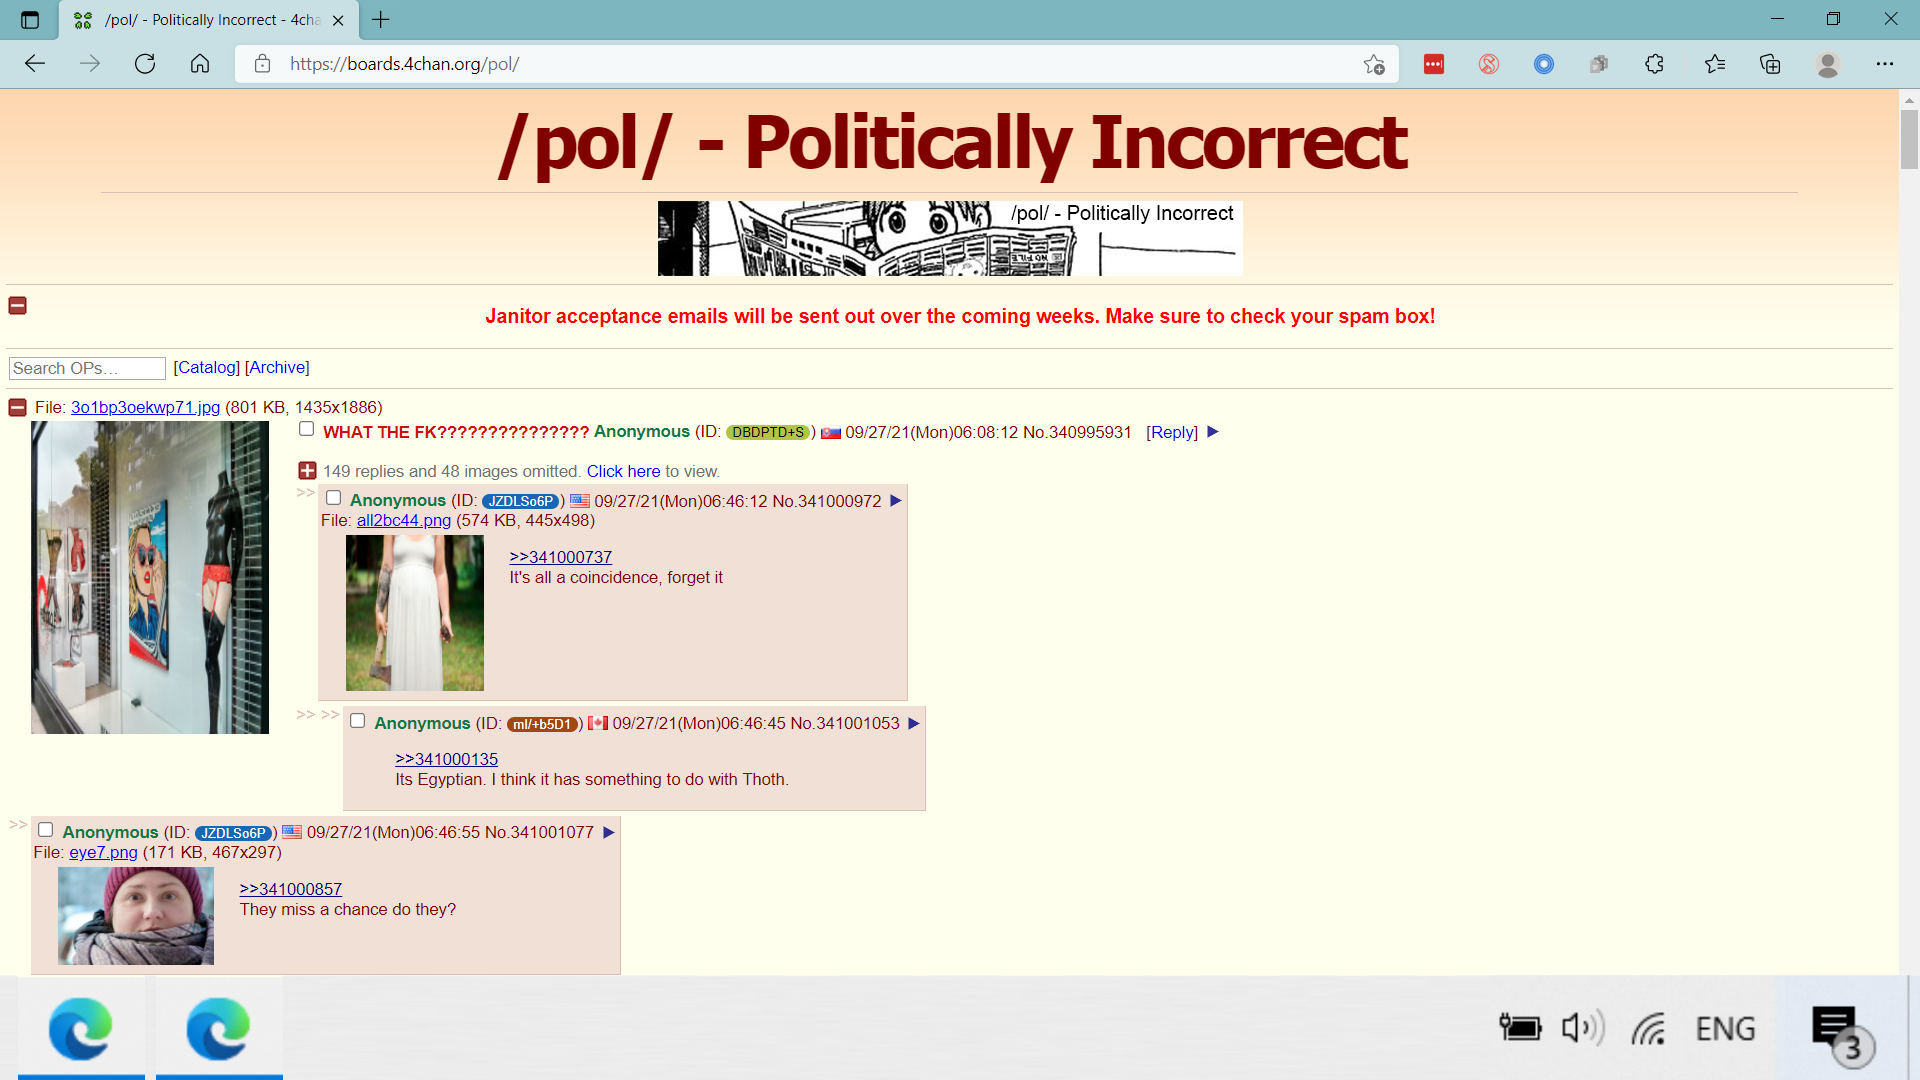 /pol/ - Politically Incorrect - 4cha
https://boards.4chan.org/pol/
/pol/ - Politically Incorrect
/pol/ - Politically Incorrect
Janitor acceptance emails will be sent out over the coming weeks. Make sure to check your spam box!
Search OPs… [Catalog] [Archive]
File: 3o1bp3oekwp71.jpg (801 KB, 1435x1886)
WHAT THE FK??????????????? Anonymous (ID: DBDPTD+S) 09/27/21(Mon)06:08:12 No.340995931 [Reply] ▶
149 replies and 48 images omitted. Click here to view.
>> Anonymous (ID: JZDLSo6P) 09/27/21(Mon)06:46:12 No.341000972 ▶
File: all2bc44.png (574 KB, 445x498)
>>341000737
It's all a coincidence, forget it
>> >> Anonymous (ID: ml/+b5D1) 09/27/21(Mon)06:46:45 No.341001053 ▶
>>341000135
Its Egyptian. I think it has something to do with Thoth.
>> Anonymous (ID: JZDLSo6P) 09/27/21(Mon)06:46:55 No.341001077 ▶
File: eye7.png (171 KB, 467x297)
>>341000857
They miss a chance do they?
ENG
3